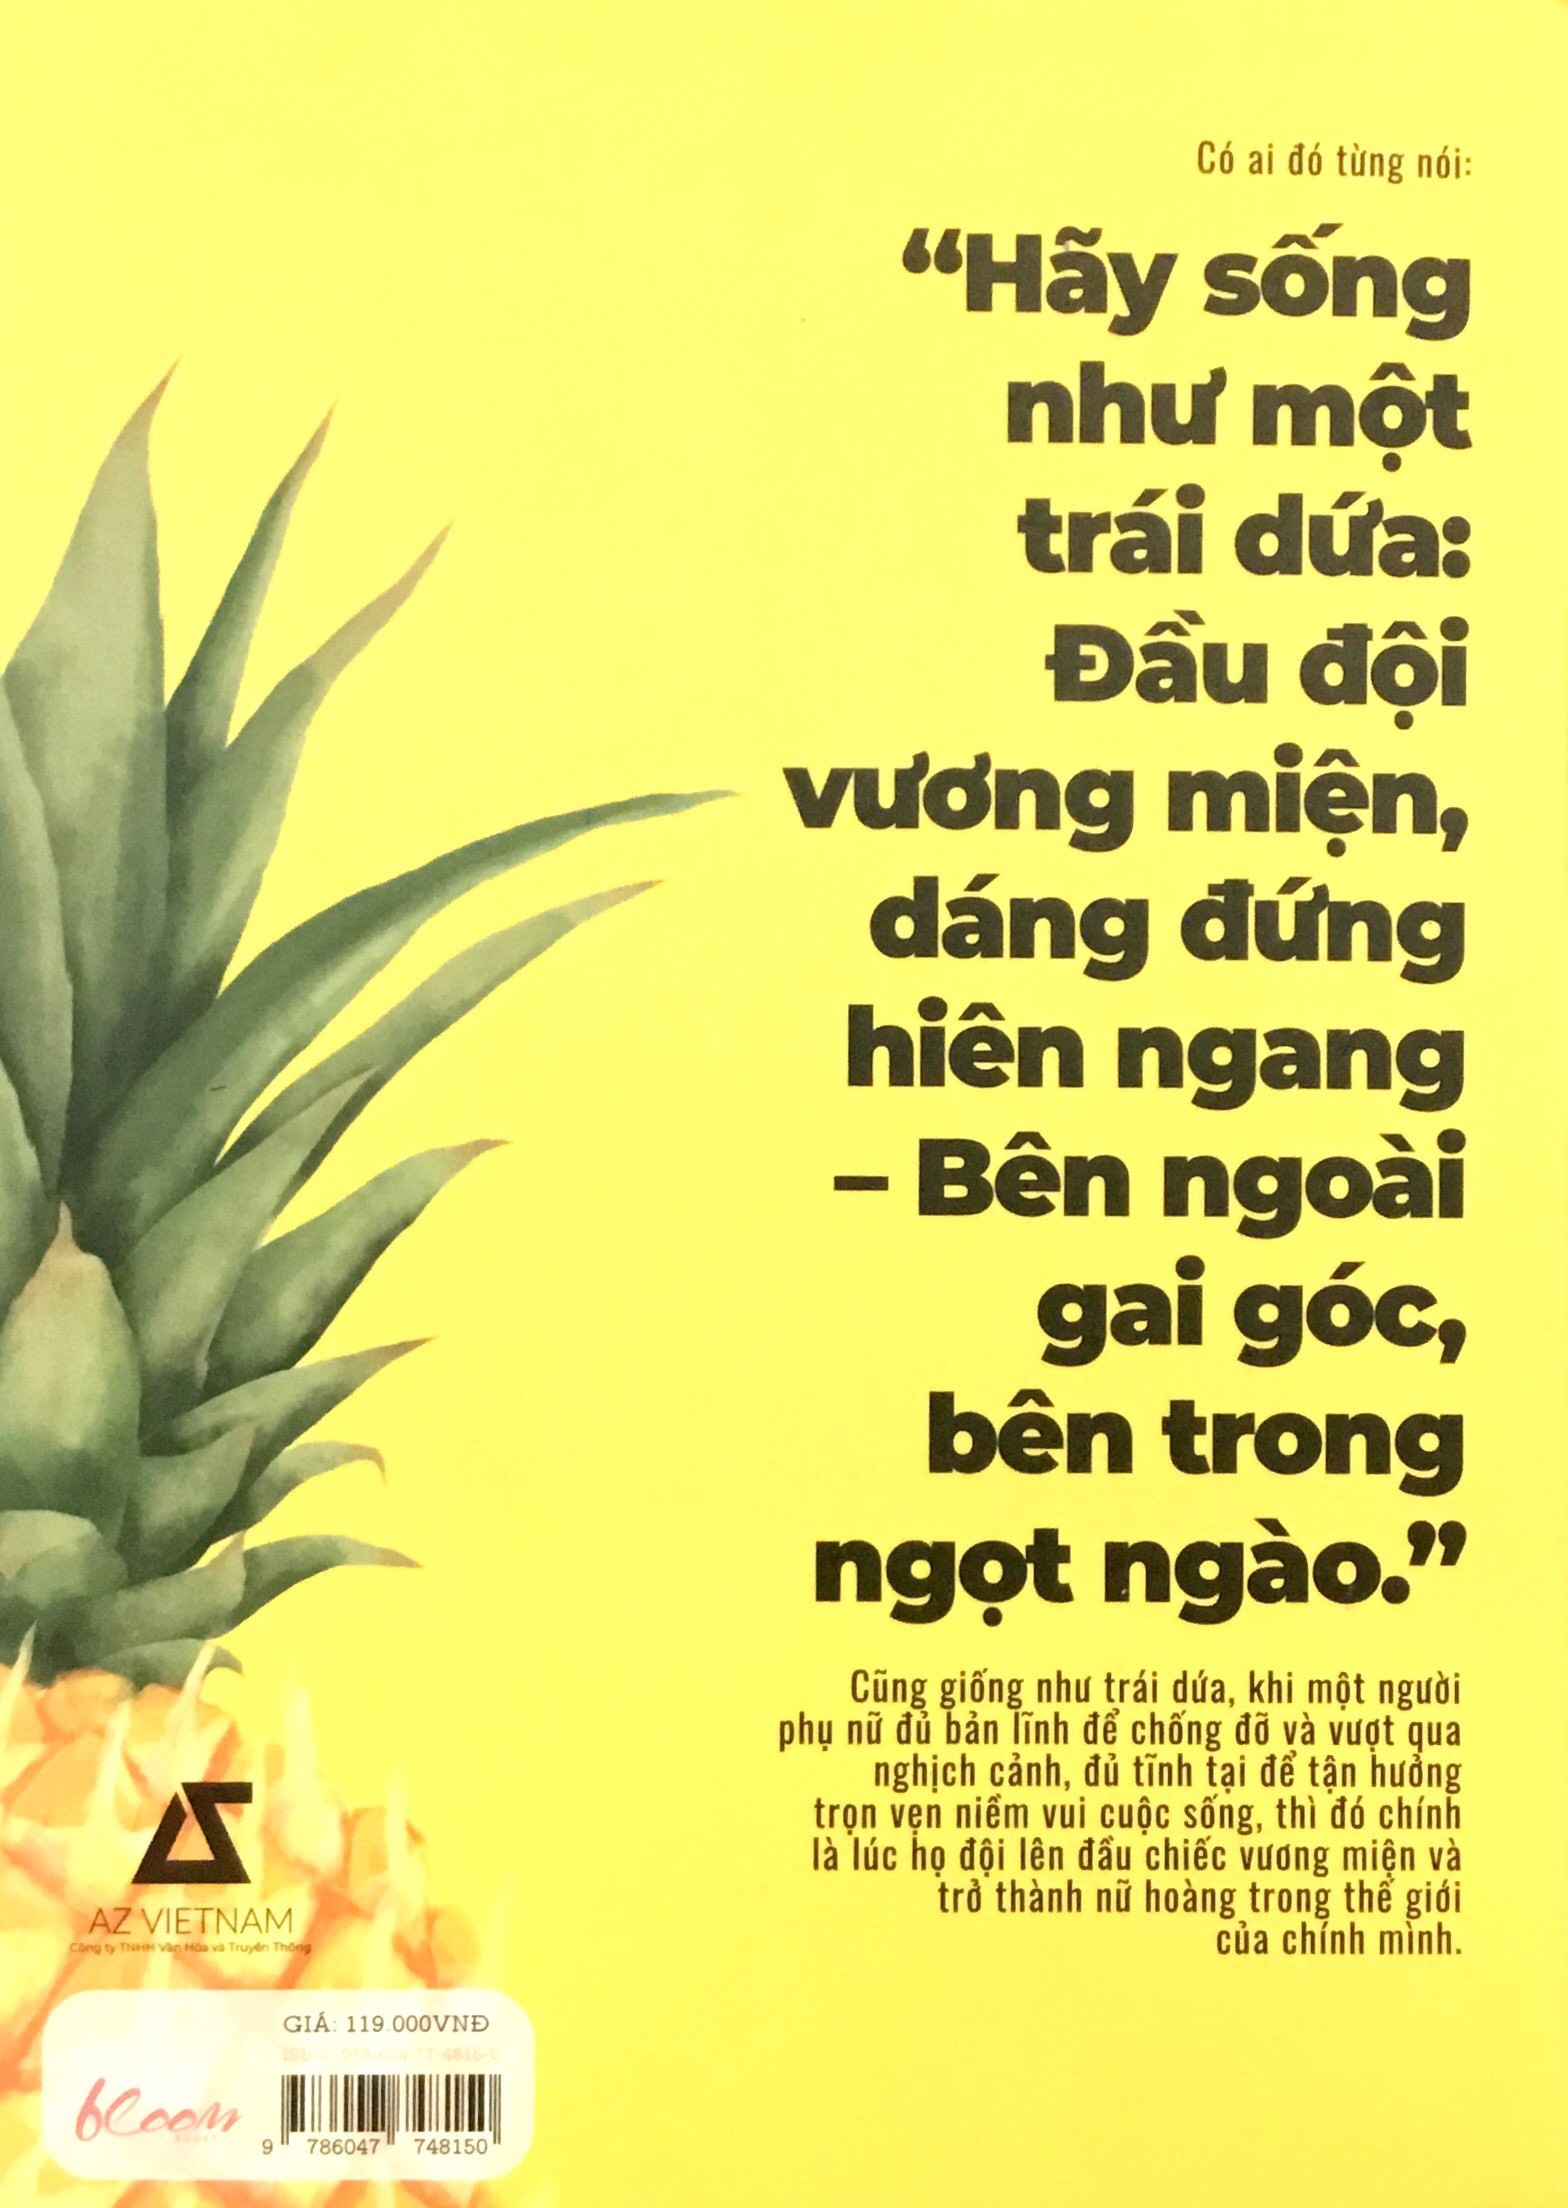 Có ai đó từng nói:
“Hãy sống
như một
trái dứa:
Đầu đội
vương miện,
dáng đứng
hiên ngang
– Bên ngoài
gai góc,
bên trong
ngọt ngào.”
Cũng giống như trái dứa, khi một người
phụ nữ đủ bản lĩnh để chống đỡ và vượt qua
nghịch cảnh, đủ tĩnh tại để tận hưởng
trọn vẹn niềm vui cuộc sống, thì đó chính
là lúc họ đội lên đầu chiếc vương miện và
trở thành nữ hoàng trong thế giới
của chính mình.
AZ VIETNAM
Công ty TNHH Văn Hóa và Truyền Thông
GIÁ: 119.000VNĐ
bloom
BOOKS
9 786047 748150